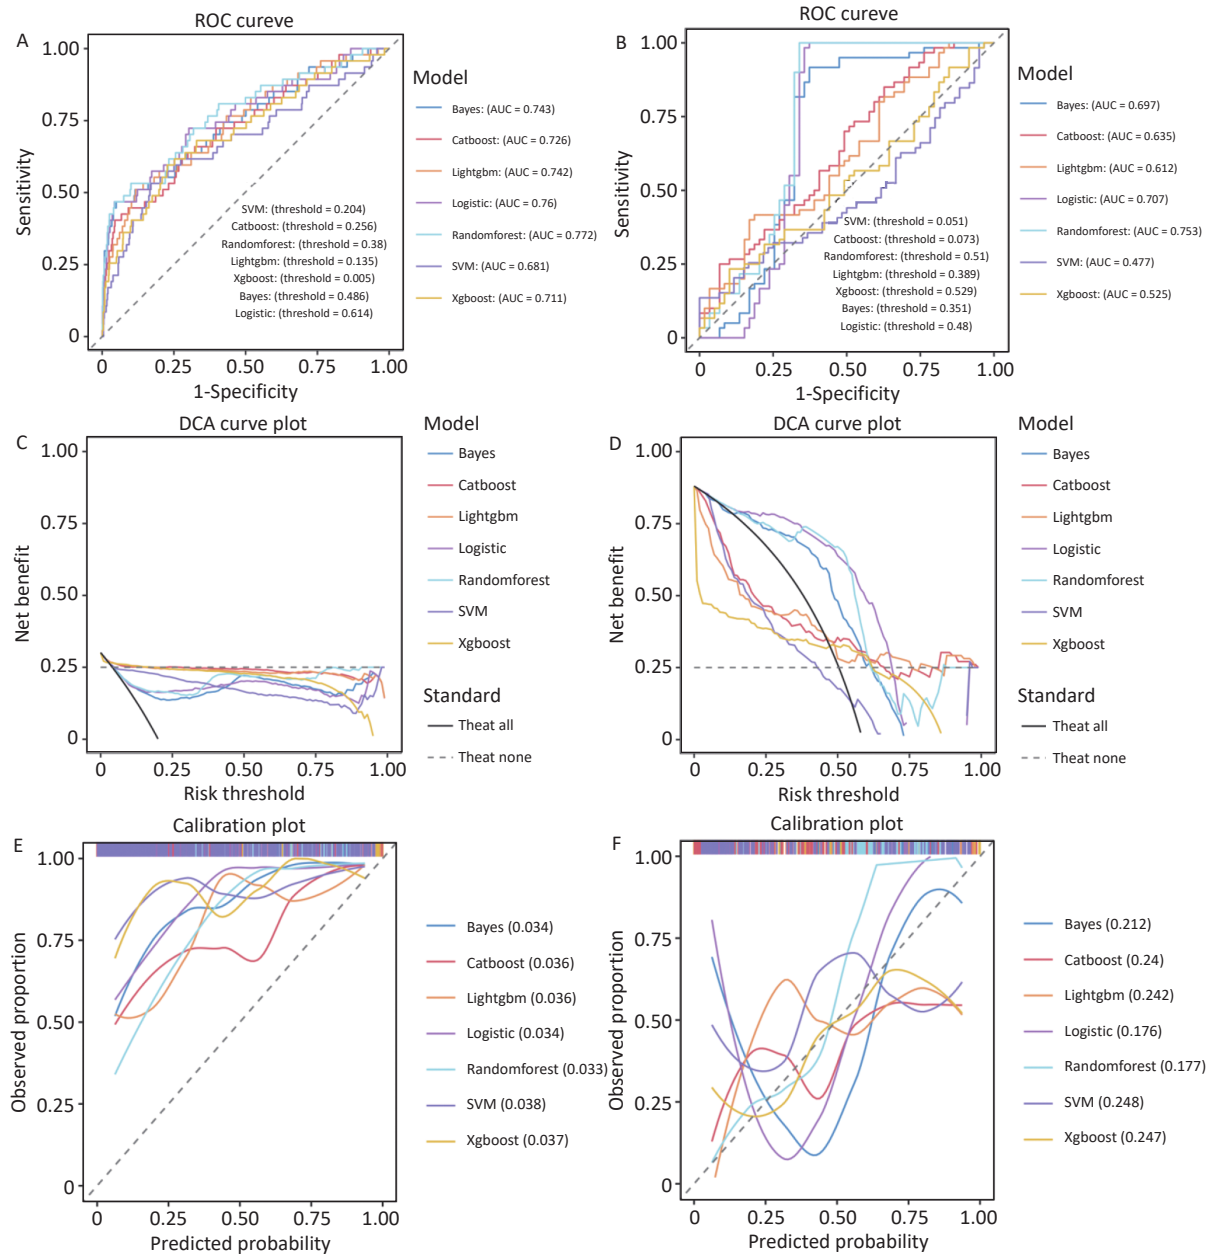 A
ROC cureve
Sensitivity
1.00
0.75
0.50
0.25
0
SVM: (threshold = 0.204)
Catboost: (threshold = 0.256)
Randomforest: (threshold = 0.38)
Lightgbm: (threshold = 0.135)
Xgboost: (threshold = 0.005)
Bayes: (threshold = 0.486)
Logistic: (threshold = 0.614)
0 0.25 0.50 0.75 1.00
1-Specificity
Model
Bayes: (AUC = 0.743)
Catboost: (AUC = 0.726)
Lightgbm: (AUC = 0.742)
Logistic: (AUC = 0.76)
Randomforest: (AUC = 0.772)
SVM: (AUC = 0.681)
Xgboost: (AUC = 0.711)
B
ROC cureve
Sensitivity
1.00
0.75
0.50
0.25
0
SVM: (threshold = 0.051)
Catboost: (threshold = 0.073)
Randomforest: (threshold = 0.51)
Lightgbm: (threshold = 0.389)
Xgboost: (threshold = 0.529)
Bayes: (threshold = 0.351)
Logistic: (threshold = 0.48)
0 0.25 0.50 0.75 1.00
1-Specificity
Model
Bayes: (AUC = 0.697)
Catboost: (AUC = 0.635)
Lightgbm: (AUC = 0.612)
Logistic: (AUC = 0.707)
Randomforest: (AUC = 0.753)
SVM: (AUC = 0.477)
Xgboost: (AUC = 0.525)
C
DCA curve plot
Net benefit
1.00
0.75
0.50
0.25
0
0 0.25 0.50 0.75 1.00
Risk threshold
Model
Bayes
Catboost
Lightgbm
Logistic
Randomforest
SVM
Xgboost
Standard
Theat all
Theat none
D
DCA curve plot
Net benefit
1.00
0.75
0.50
0.25
0
0 0.25 0.50 0.75 1.00
Risk threshold
Model
Bayes
Catboost
Lightgbm
Logistic
Randomforest
SVM
Xgboost
Standard
Theat all
Theat none
E
Calibration plot
Observed proportion
1.00
0.75
0.50
0.25
0
0 0.25 0.50 0.75 1.00
Predicted probability
Bayes (0.034)
Catboost (0.036)
Lightgbm (0.036)
Logistic (0.034)
Randomforest (0.033)
SVM (0.038)
Xgboost (0.037)
F
Calibration plot
Observed proportion
1.00
0.75
0.50
0.25
0
0 0.25 0.50 0.75 1.00
Predicted probability
Bayes (0.212)
Catboost (0.24)
Lightgbm (0.242)
Logistic (0.176)
Randomforest (0.177)
SVM (0.248)
Xgboost (0.247)